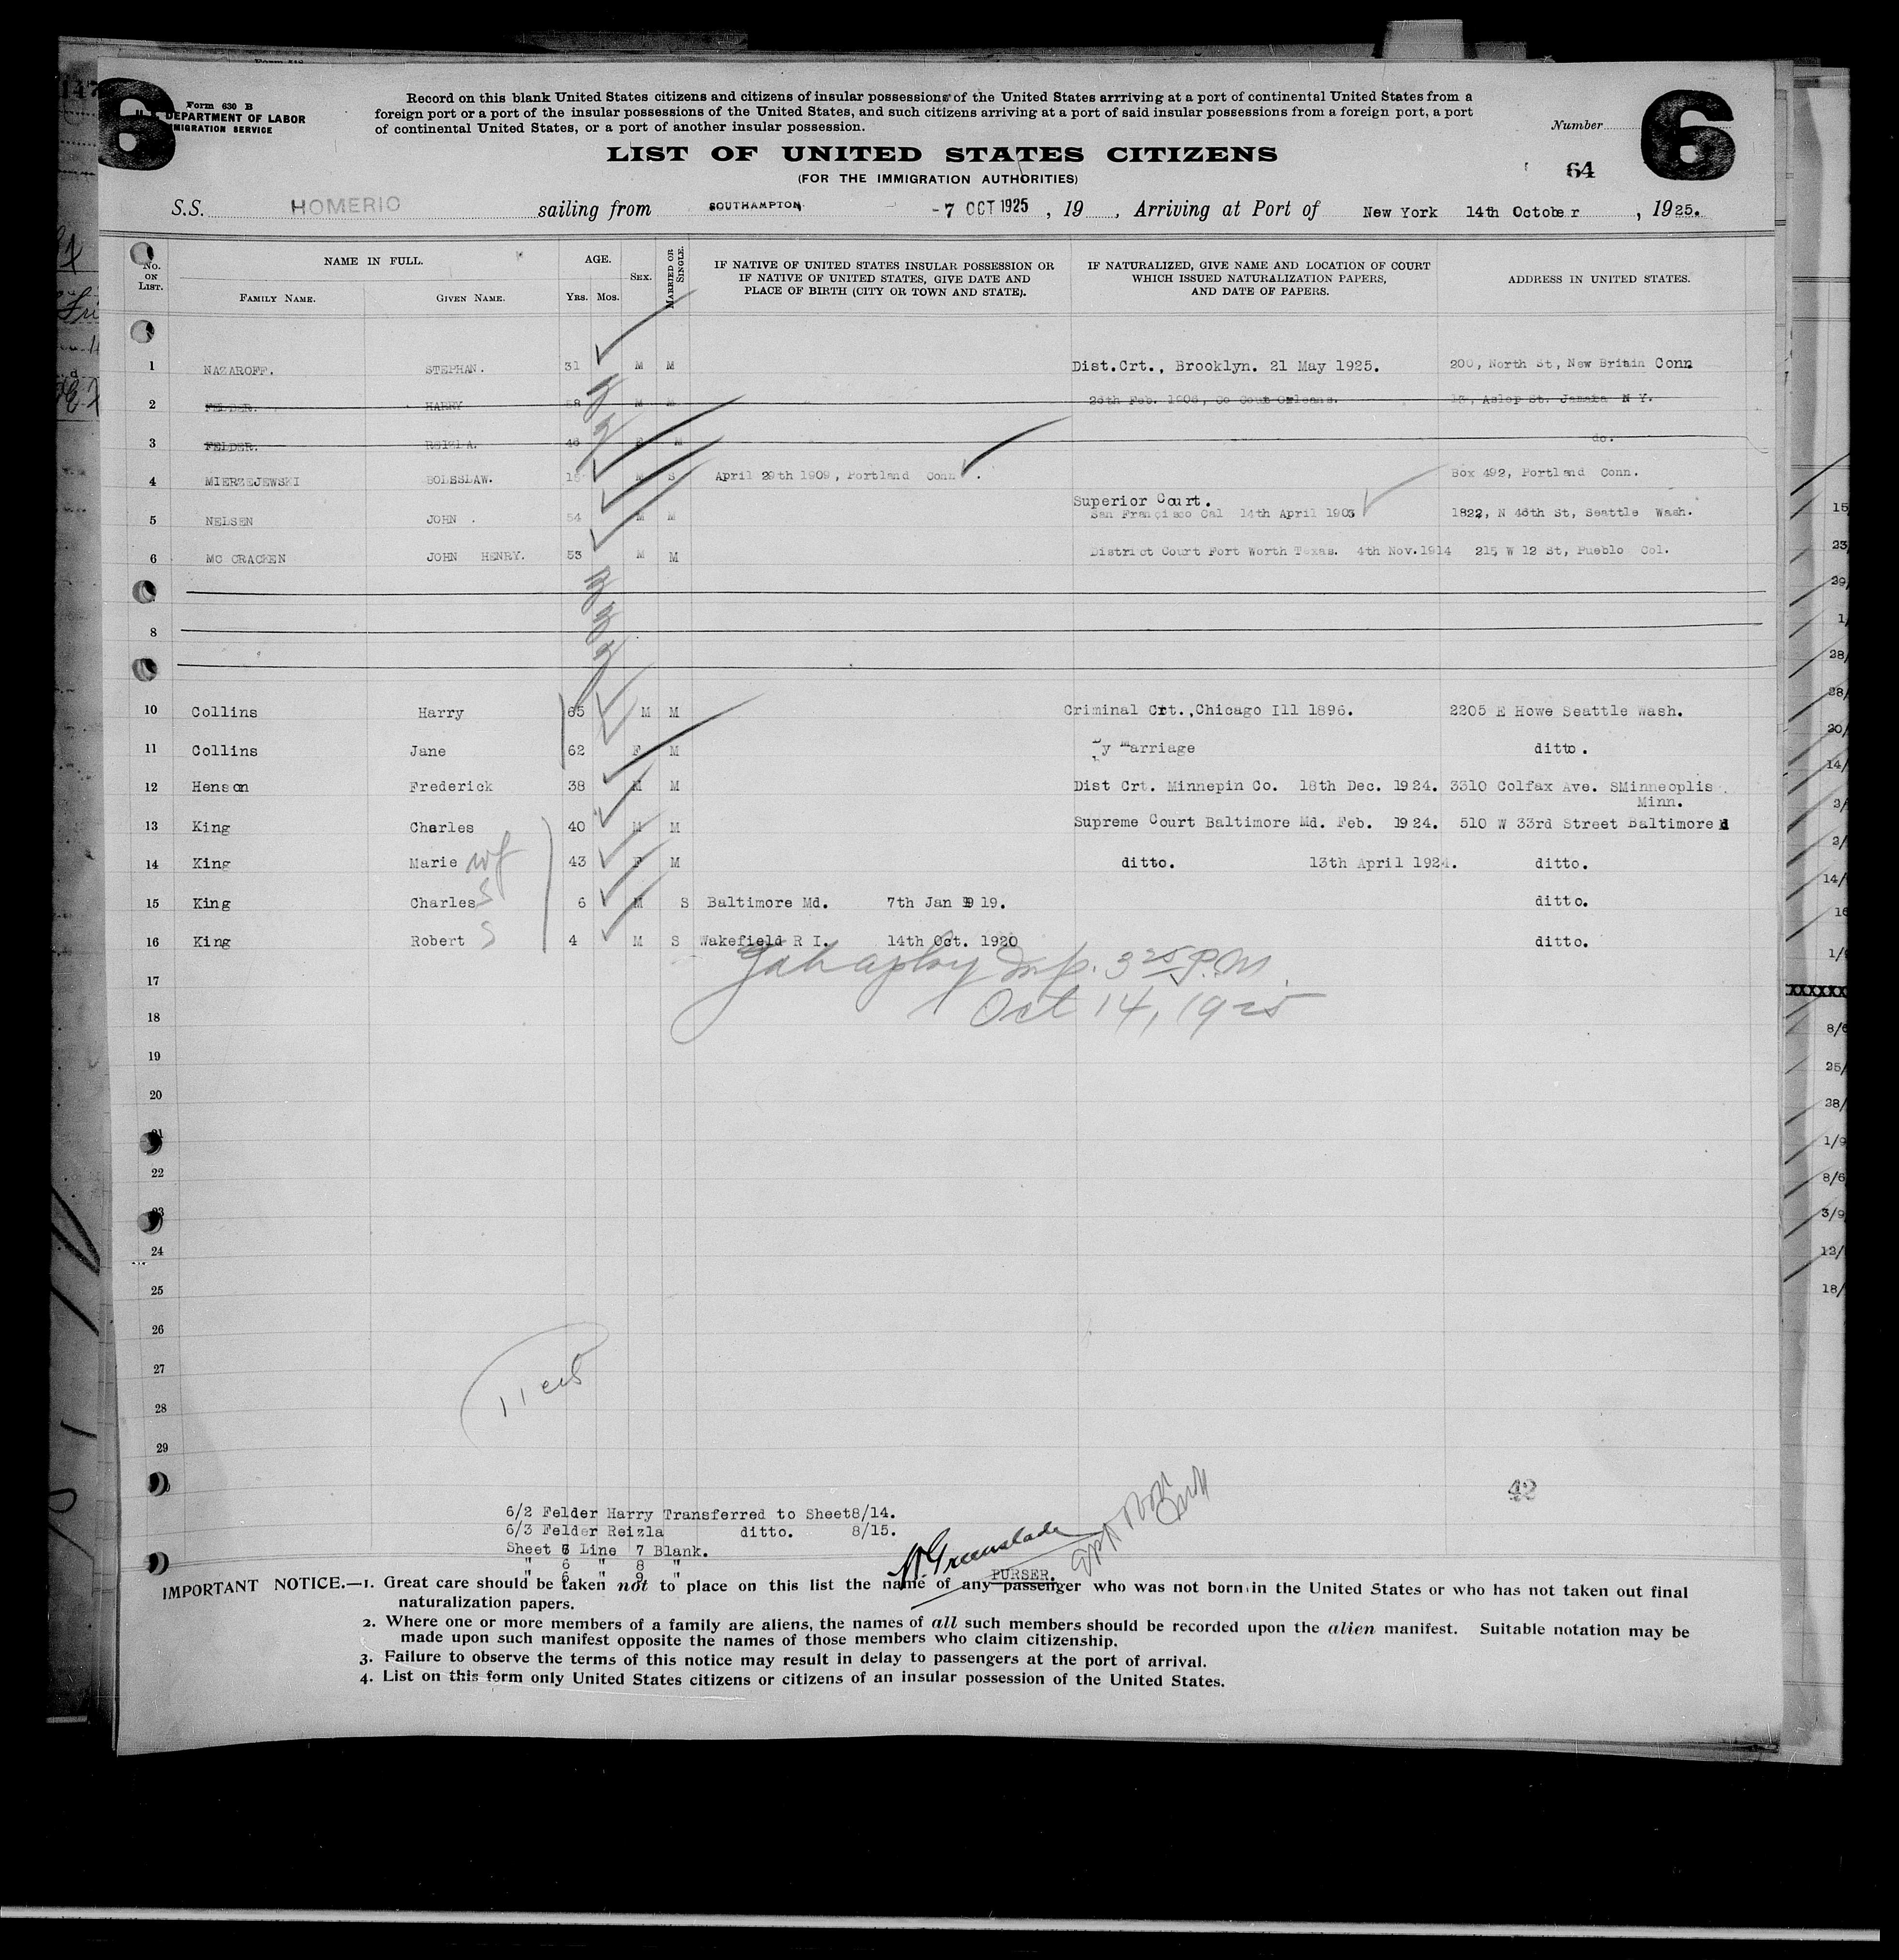 6
Form 630 B
U.S. DEPARTMENT OF LABOR
IMMIGRATION SERVICE
Record on this blank United States citizens and citizens of insular possessions of the United States arrriving at a port of continental United States from a
foreign port or a port of the insular possessions of the United States, and such citizens arriving at a port of said insular possessions from a foreign port, a port
of continental United States, or a port of another insular possession.
Number
6
LIST OF UNITED STATES CITIZENS
(FOR THE IMMIGRATION AUTHORITIES)
64
S.S. HOMERIC sailing from SOUTHAMPTON -7 OCT 1925, 19, Arriving at Port of New York 14th October, 1925.
No. ON LIST.
NAME IN FULL.
FAMILY NAME. GIVEN NAME.
AGE.
Yrs. Mos.
SEX.
MARRIED OR SINGLE.
IF NATIVE OF UNITED STATES INSULAR POSSESSION OR
IF NATIVE OF UNITED STATES, GIVE DATE AND
PLACE OF BIRTH (CITY OR TOWN AND STATE).
IF NATURALIZED, GIVE NAME AND LOCATION OF COURT
WHICH ISSUED NATURALIZATION PAPERS,
AND DATE OF PAPERS.
ADDRESS IN UNITED STATES.
1 NAZAROFF. STEPHAN. 31 M M Dist.Crt., Brooklyn. 21 May 1925. 200, North St, New Britain Conn
2 FELDER. HARRY 58 M M 26th Feb. 1906, Co Cout Orleans. Aslop St. Jamaca N Y.
3 FELDER. REIZLA. 46 F M do.
4 MIERZEJEWSKI BOLESLAW. M S April 29th 1909, Portland Conn. Box 492, Portland Conn.
Superior Court.
5 NELSEN JOHN. 54 M M San Francisco Cal 14th April 1903 1822, N 46th St, Seattle Wash.
6 MC CRACKEN JOHN HENRY. 53 M M District Court Fort Worth Texas. 4th Nov.1914 215 W 12 St, Pueblo Col.
8
10 Collins Harry 65 M M Criminal Crt.,Chicago Ill 1896. 2205 E Howe Seattle Wash.
11 Collins Jane 62 F M By Marriage ditto.
12 Henson Frederick 38 M M Dist Crt. Minnepin Co. 18th Dec. 1924. 3310 Colfax Ave. SMinneoplis
Minn.
13 King Charles 40 M M Supreme Court Baltimore Md. Feb. 1924. 510 W 33rd Street Baltimore
14 King Marie wf 43 F M ditto. 13th April 1924. ditto.
15 King Charles S 6 M S Baltimore Md. 7th Jan 1919. ditto.
16 King Robert S 4 M S Wakefield R I. 14th Oct. 1920 ditto.
Insp. 3 25 P.M.
17
Oct 14, 1925
18
19
20
21
22
23
24
25
26
27
28
29
42
6/2 Felder Harry Transferred to Sheet8/14.
6/3 Felder Reizla ditto. 8/15.
Sheet 6 Line 7 Blank.
" 6 " 8 "
" 6 " 9 "
Greenslade
PURSER.
IMPORTANT NOTICE.—1. Great care should be taken not to place on this list the name of any passenger who was not born in the United States or who has not taken out final
naturalization papers.
2. Where one or more members of a family are aliens, the names of all such members should be recorded upon the alien manifest. Suitable notation may be
made upon such manifest opposite the names of those members who claim citizenship.
3. Failure to observe the terms of this notice may result in delay to passengers at the port of arrival.
4. List on this form only United States citizens or citizens of an insular possession of the United States.